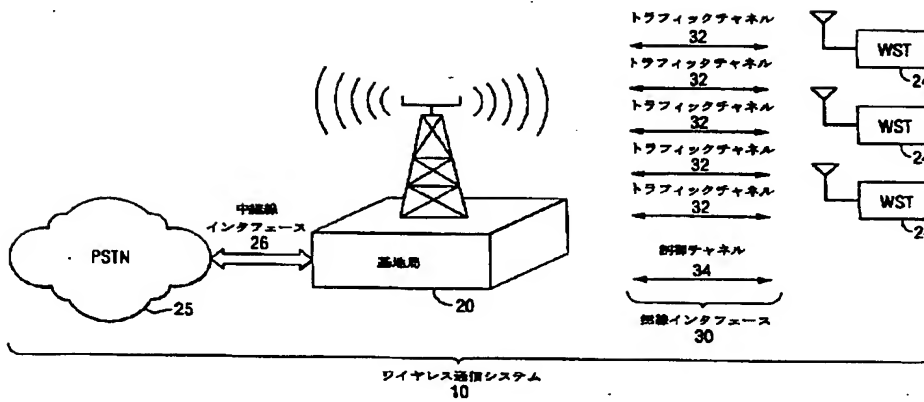 トラフィックチャネル
32
トラフィックチャネル
32
トラフィックチャネル
32
トラフィックチャネル
32
トラフィックチャネル
32
制御チャネル
34
無線インタフェース
30
WST
WST
WST
PSTN
25
中継線
インタフェース
26
基地局
20
ワイヤレス通信システム
10